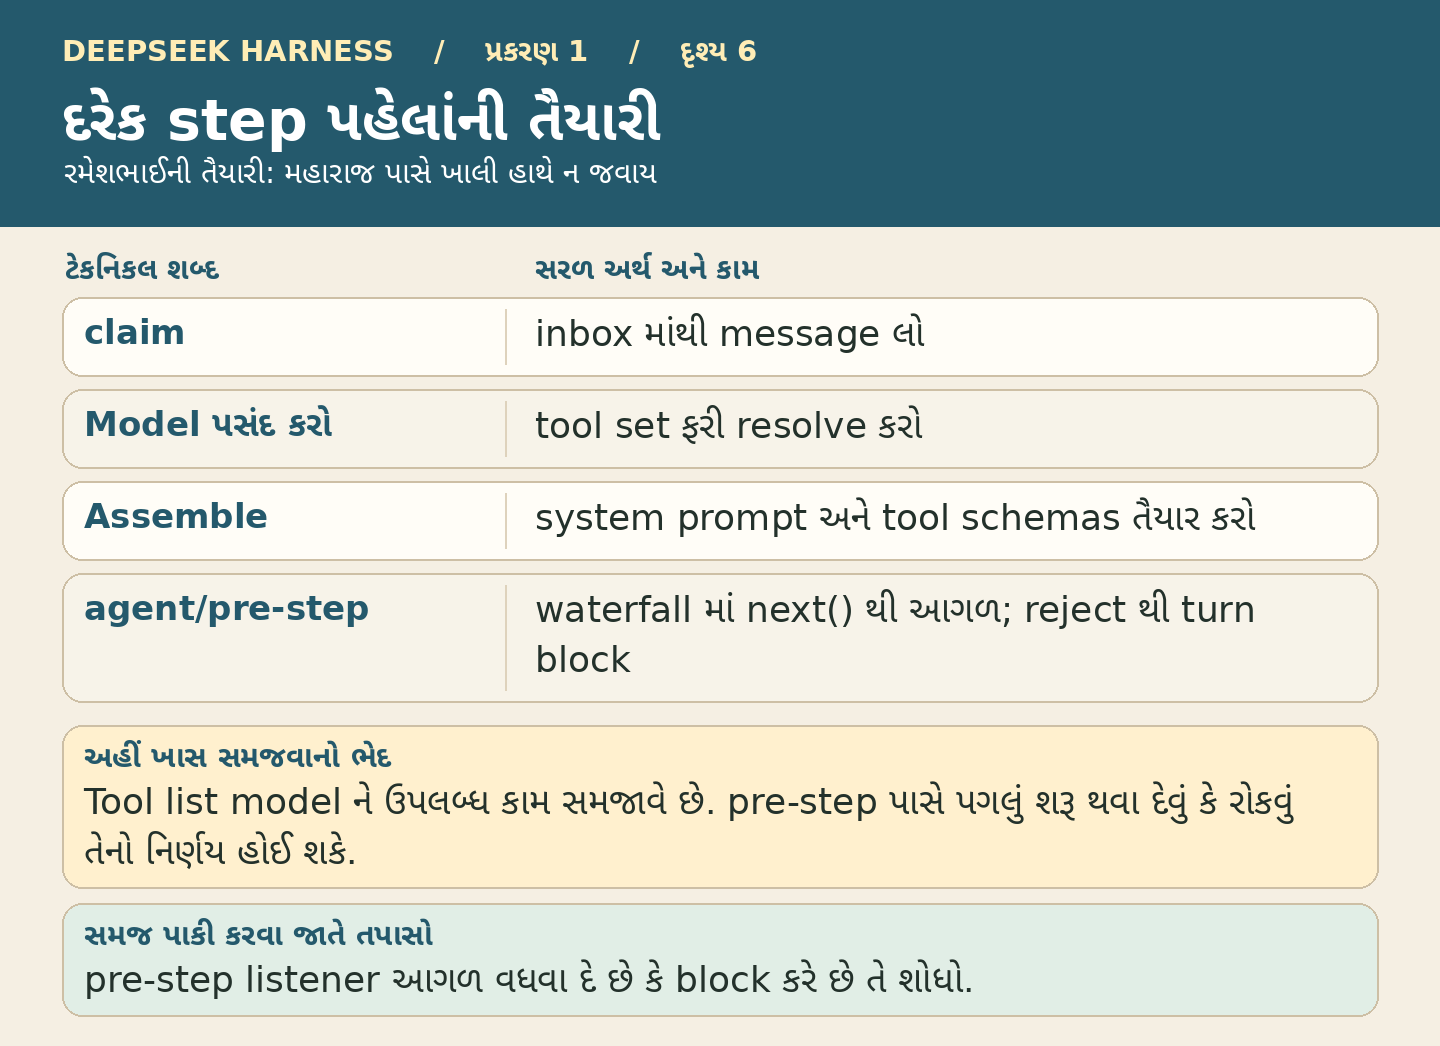 DEEPSEEK HARNESS / પ્રકરણ 1 / દૃશ્ય 6
દરેક step પહેલાંની તૈયારી
રમેશભાઈની તૈયારી: મહારાજ પાસે ખાલી હાથે ન જવાય
ટેકનિકલ શબ્દ સરળ અર્થ અને કામ
claim inbox માંથી message લો
Model પસંદ કરો tool set ફરી resolve કરો
Assemble system prompt અને tool schemas તૈયાર કરો
agent/pre-step waterfall માં next() થી આગળ; reject થી turn
block
અહીં ખાસ સમજવાનો ભેદ
Tool list model ને ઉપલબ્ધ કામ સમજાવે છે. pre-step પાસે પગલું શરૂ થવા દેવું કે રોકવું
તેનો નિર્ણય હોઈ શકે.
સમજ પાકી કરવા જાતે તપાસો
pre-step listener આગળ વધવા દે છે કે block કરે છે તે શોધો.